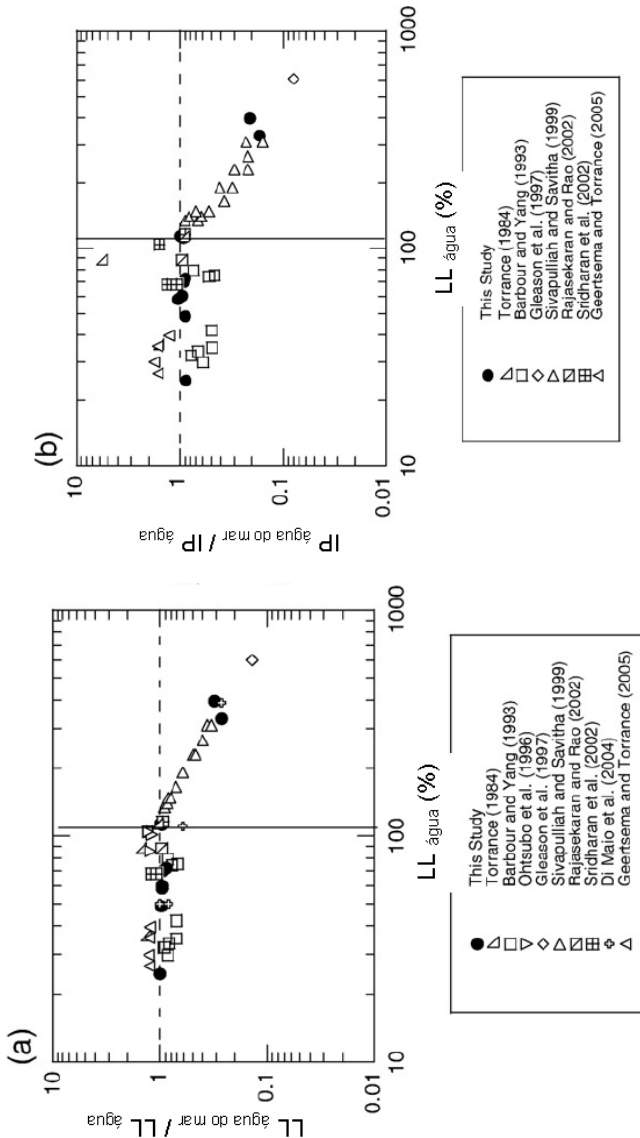 (a)
LL água do mar / LL água
10
1
0.1
0.01
10
100
1000
LL água (%)
This Study
Torrance (1984)
Barbour and Yang (1993)
Ohtsubo et al. (1996)
Gleason et al. (1997)
Sivapulliah and Savitha (1999)
Rajasekaran and Rao (2002)
Sridharan et al. (2002)
Di Maio et al. (2004)
Geertsema and Torrance (2005)
(b)
IP água do mar / IP água
10
1
0.1
0.01
10
100
1000
LL água (%)
This Study
Torrance (1984)
Barbour and Yang (1993)
Gleason et al. (1997)
Sivapulliah and Savitha (1999)
Rajasekaran and Rao (2002)
Sridharan et al. (2002)
Geertsema and Torrance (2005)